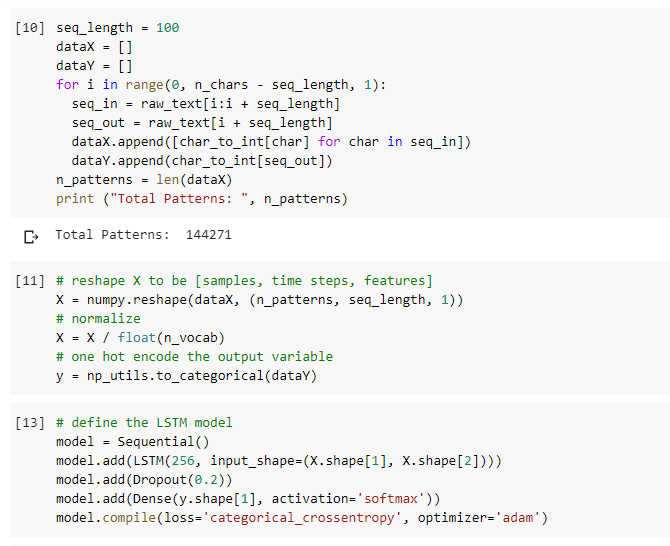 [10] seq_length = 100
dataX = []
dataY = []
for i in range(0, n_chars - seq_length, 1):
  seq_in = raw_text[i:i + seq_length]
  seq_out = raw_text[i + seq_length]
  dataX.append([char_to_int[char] for char in seq_in])
  dataY.append(char_to_int[seq_out])
n_patterns = len(dataX)
print ("Total Patterns: ", n_patterns)
Total Patterns:  144271
[11] # reshape X to be [samples, time steps, features]
X = numpy.reshape(dataX, (n_patterns, seq_length, 1))
# normalize
X = X / float(n_vocab)
# one hot encode the output variable
y = np_utils.to_categorical(dataY)
[13] # define the LSTM model
model = Sequential()
model.add(LSTM(256, input_shape=(X.shape[1], X.shape[2])))
model.add(Dropout(0.2))
model.add(Dense(y.shape[1], activation='softmax'))
model.compile(loss='categorical_crossentropy', optimizer='adam')